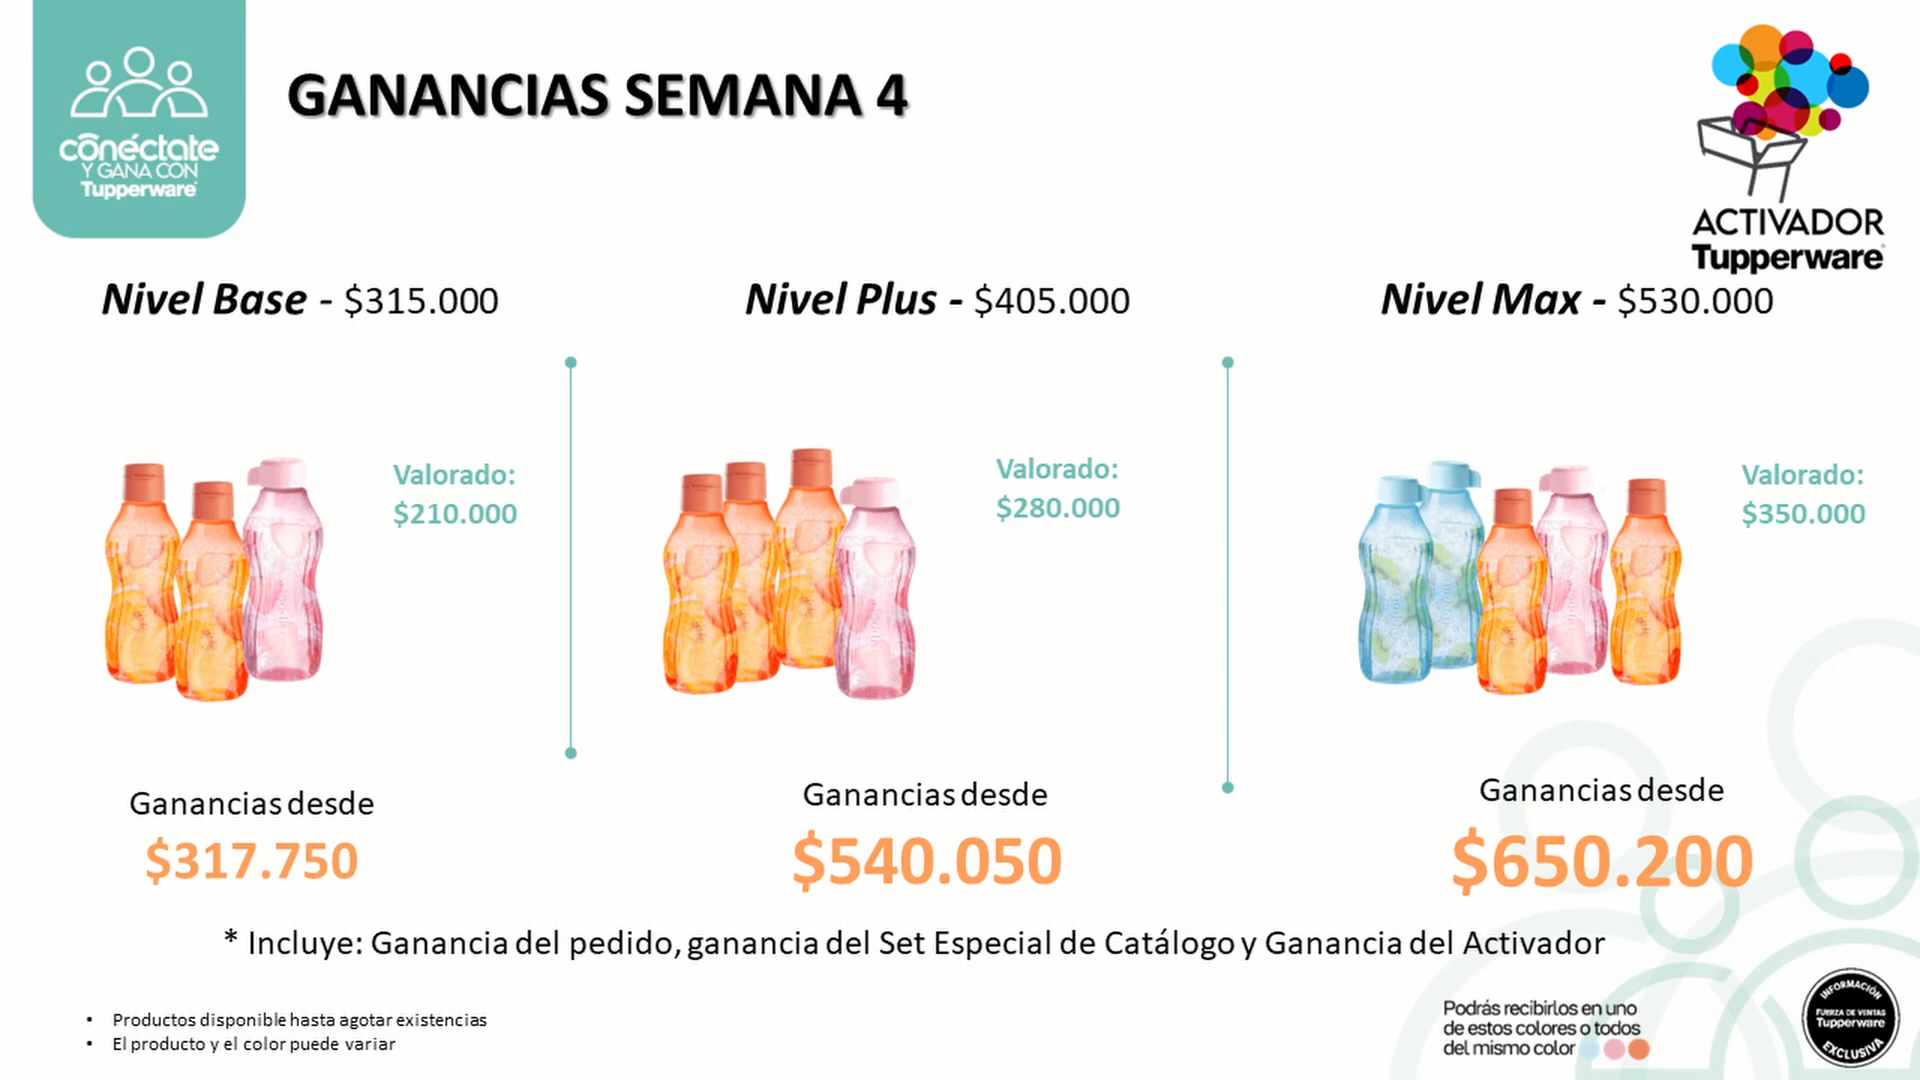 conéctate
Y GANA CON
Tupperware
GANANCIAS SEMANA 4
ACTIVADOR
Tupperware
Nivel Base - $315.000
Valorado:
$210.000
Ganancias desde
$317.750
Nivel Plus - $405.000
Valorado:
$280.000
Ganancias desde
$540.050
Nivel Max - $530.000
Valorado:
$350.000
Ganancias desde
$650.200
* Incluye: Ganancia del pedido, ganancia del Set Especial de Catálogo y Ganancia del Activador
• Productos disponible hasta agotar existencias
• El producto y el color puede variar
Podrás recibirlos en uno
de estos colores o todos
del mismo color
INFORMACIÓN
FUERZA DE VENTAS
Tupperware
EXCLUSIVA